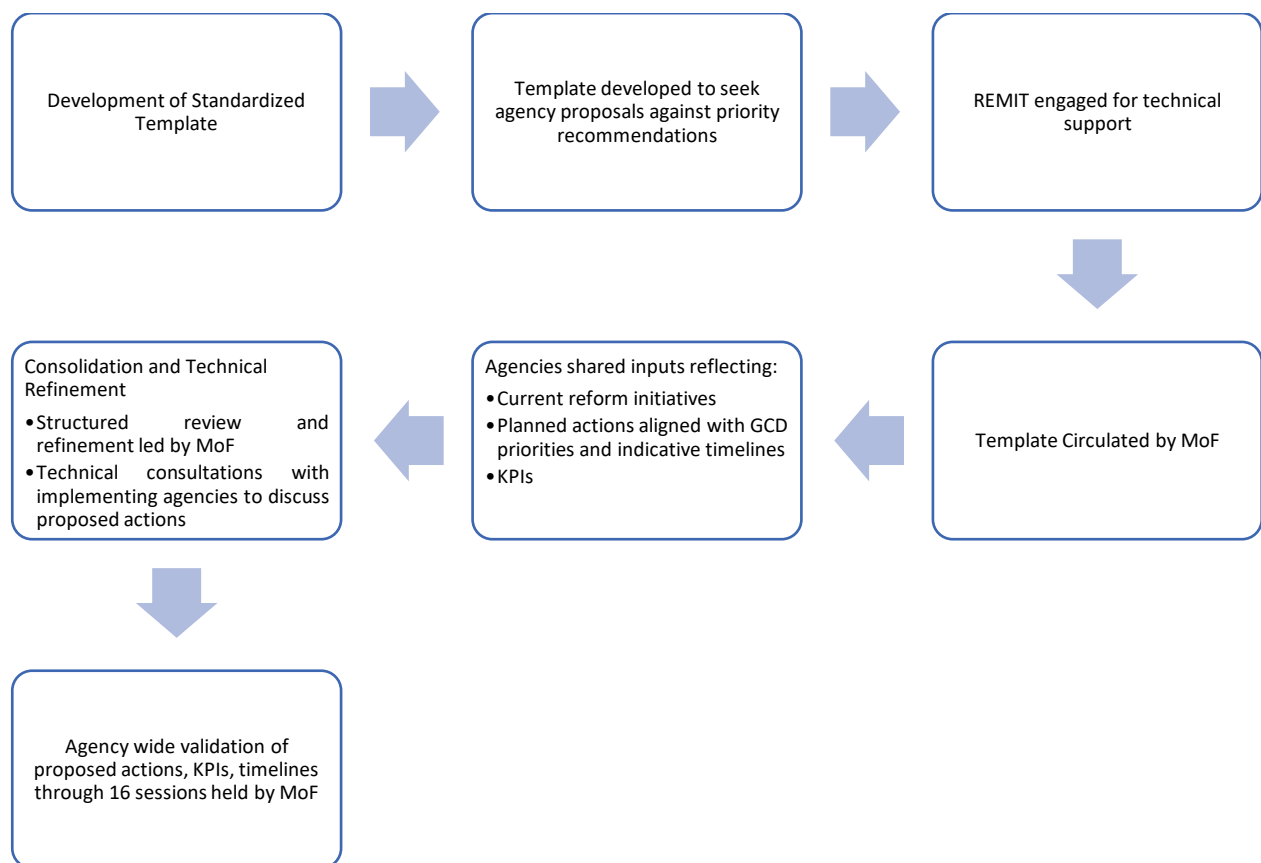 Development of Standardized
Template
Template developed to seek
agency proposals against priority
recommendations
REMIT engaged for technical
support
Template Circulated by MoF
Agencies shared inputs reflecting:
•Current reform initiatives
•Planned actions aligned with GCD
priorities and indicative timelines
•KPIs
Consolidation and Technical
Refinement
•Structured review and
refinement led by MoF
•Technical consultations with
implementing agencies to discuss
proposed actions
Agency wide validation of
proposed actions, KPIs, timelines
through 16 sessions held by MoF